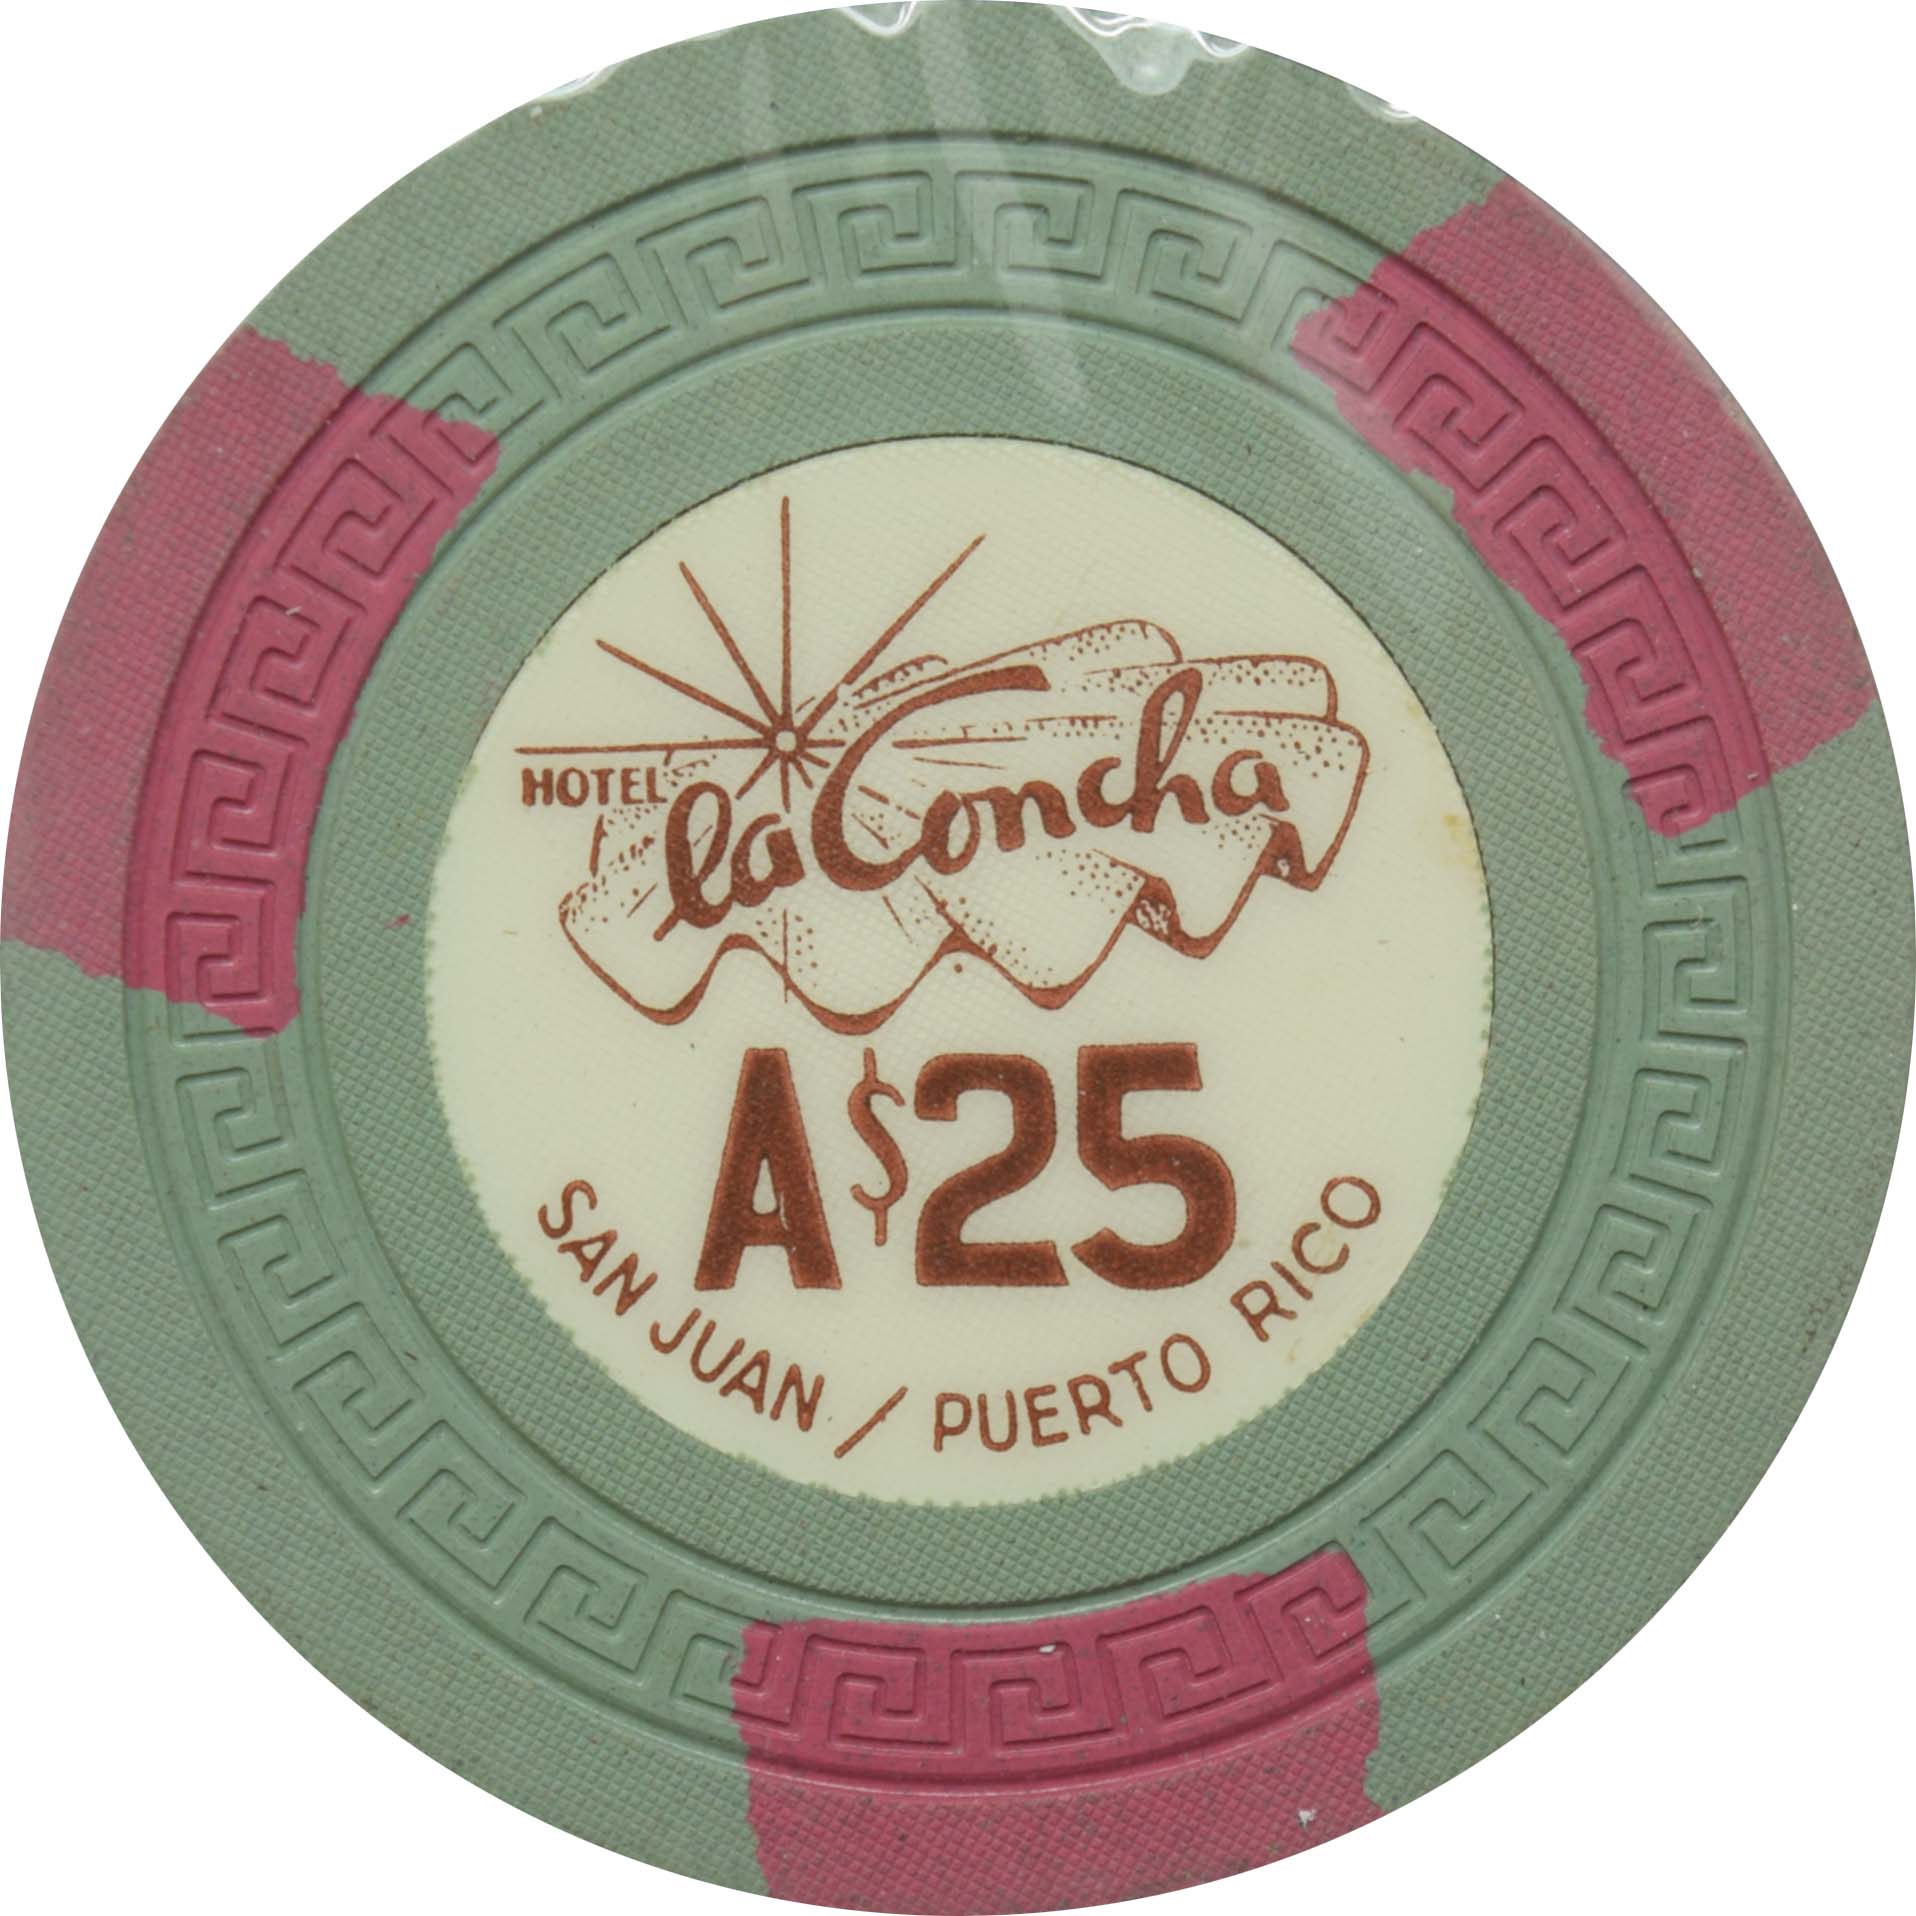 HOTEL
la Concha
A $25
SAN JUAN / PUERTO RICO